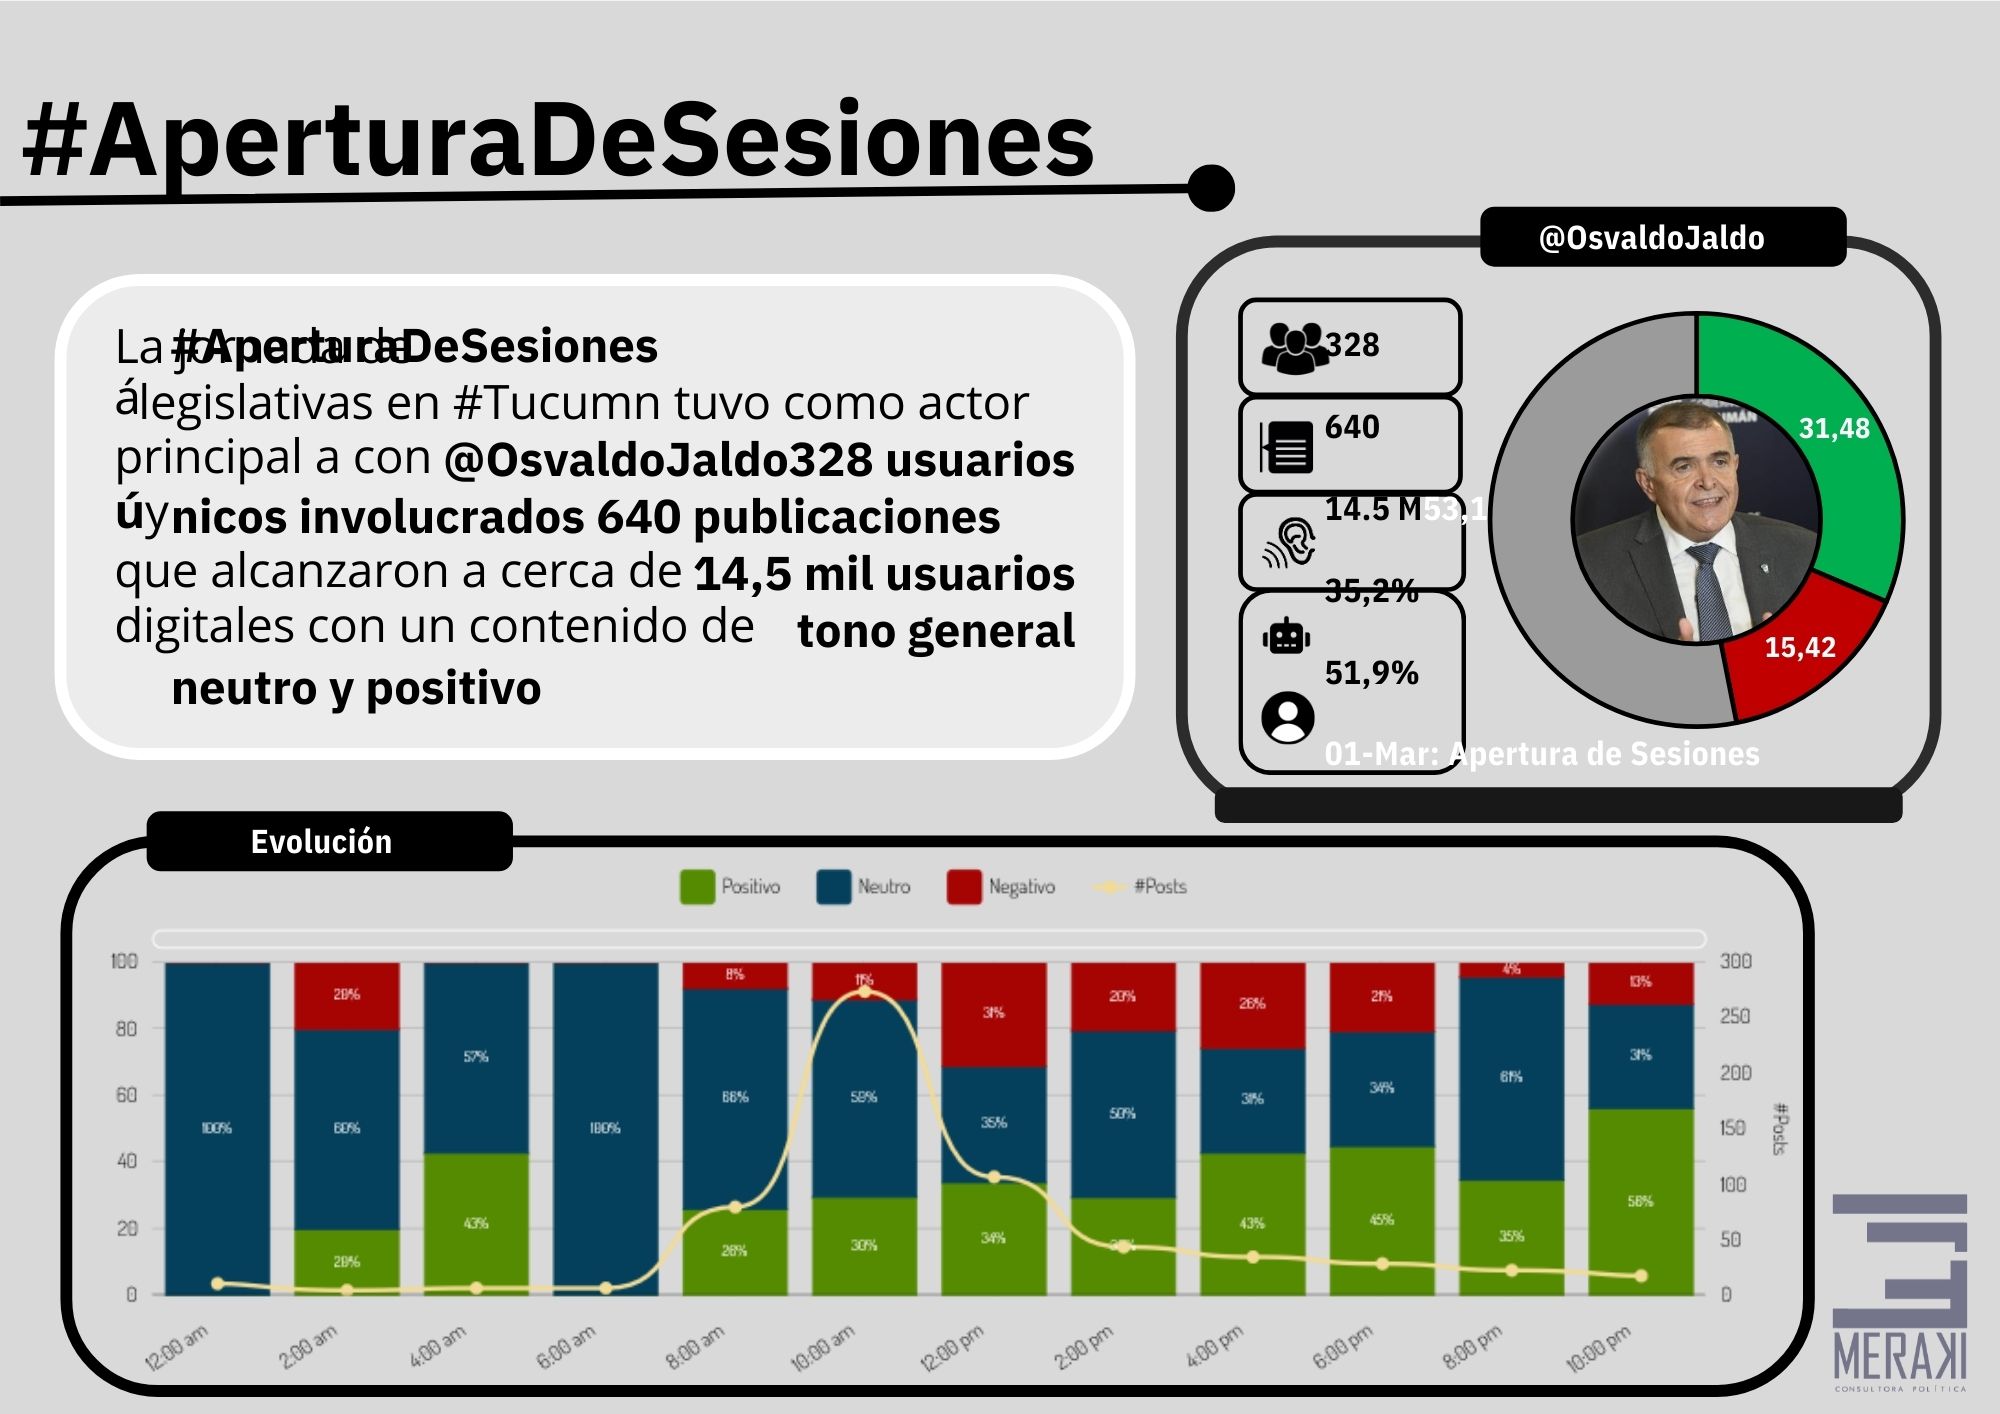 #AperturaDeSesiones
@OsvaldoJaldo
La jornada de #AperturaDeSesiones
álegislativas en #Tucumn tuvo como actor
principal a con @OsvaldoJaldo328 usuarios
úynicos involucrados 640 publicaciones
que alcanzaron a cerca de 14,5 mil usuarios
digitales con un contenido de tono general
neutro y positivo
328
640
14.5 M53,1
35,2%
51,9%
01-Mar: Apertura de Sesiones
UMÁN
31,48
15,42
Evolución
Positivo Neutro Negativo #Posts
100
80
60
40
20
0
100%
20% 60% 20%
57% 43%
100%
8% 66% 26%
11% 59% 30%
31% 35% 34%
20% 50%
26% 31% 43%
21% 34% 45%
4% 61% 35%
13% 31% 56%
300
250
200
150
100
50
0
#Posts
12:00 am 2:00 am 4:00 am 6:00 am 8:00 am 10:00 am 12:00 pm 2:00 pm 4:00 pm 6:00 pm 8:00 pm 10:00 pm
MERAKI
CONSULTORA POLÍTICA